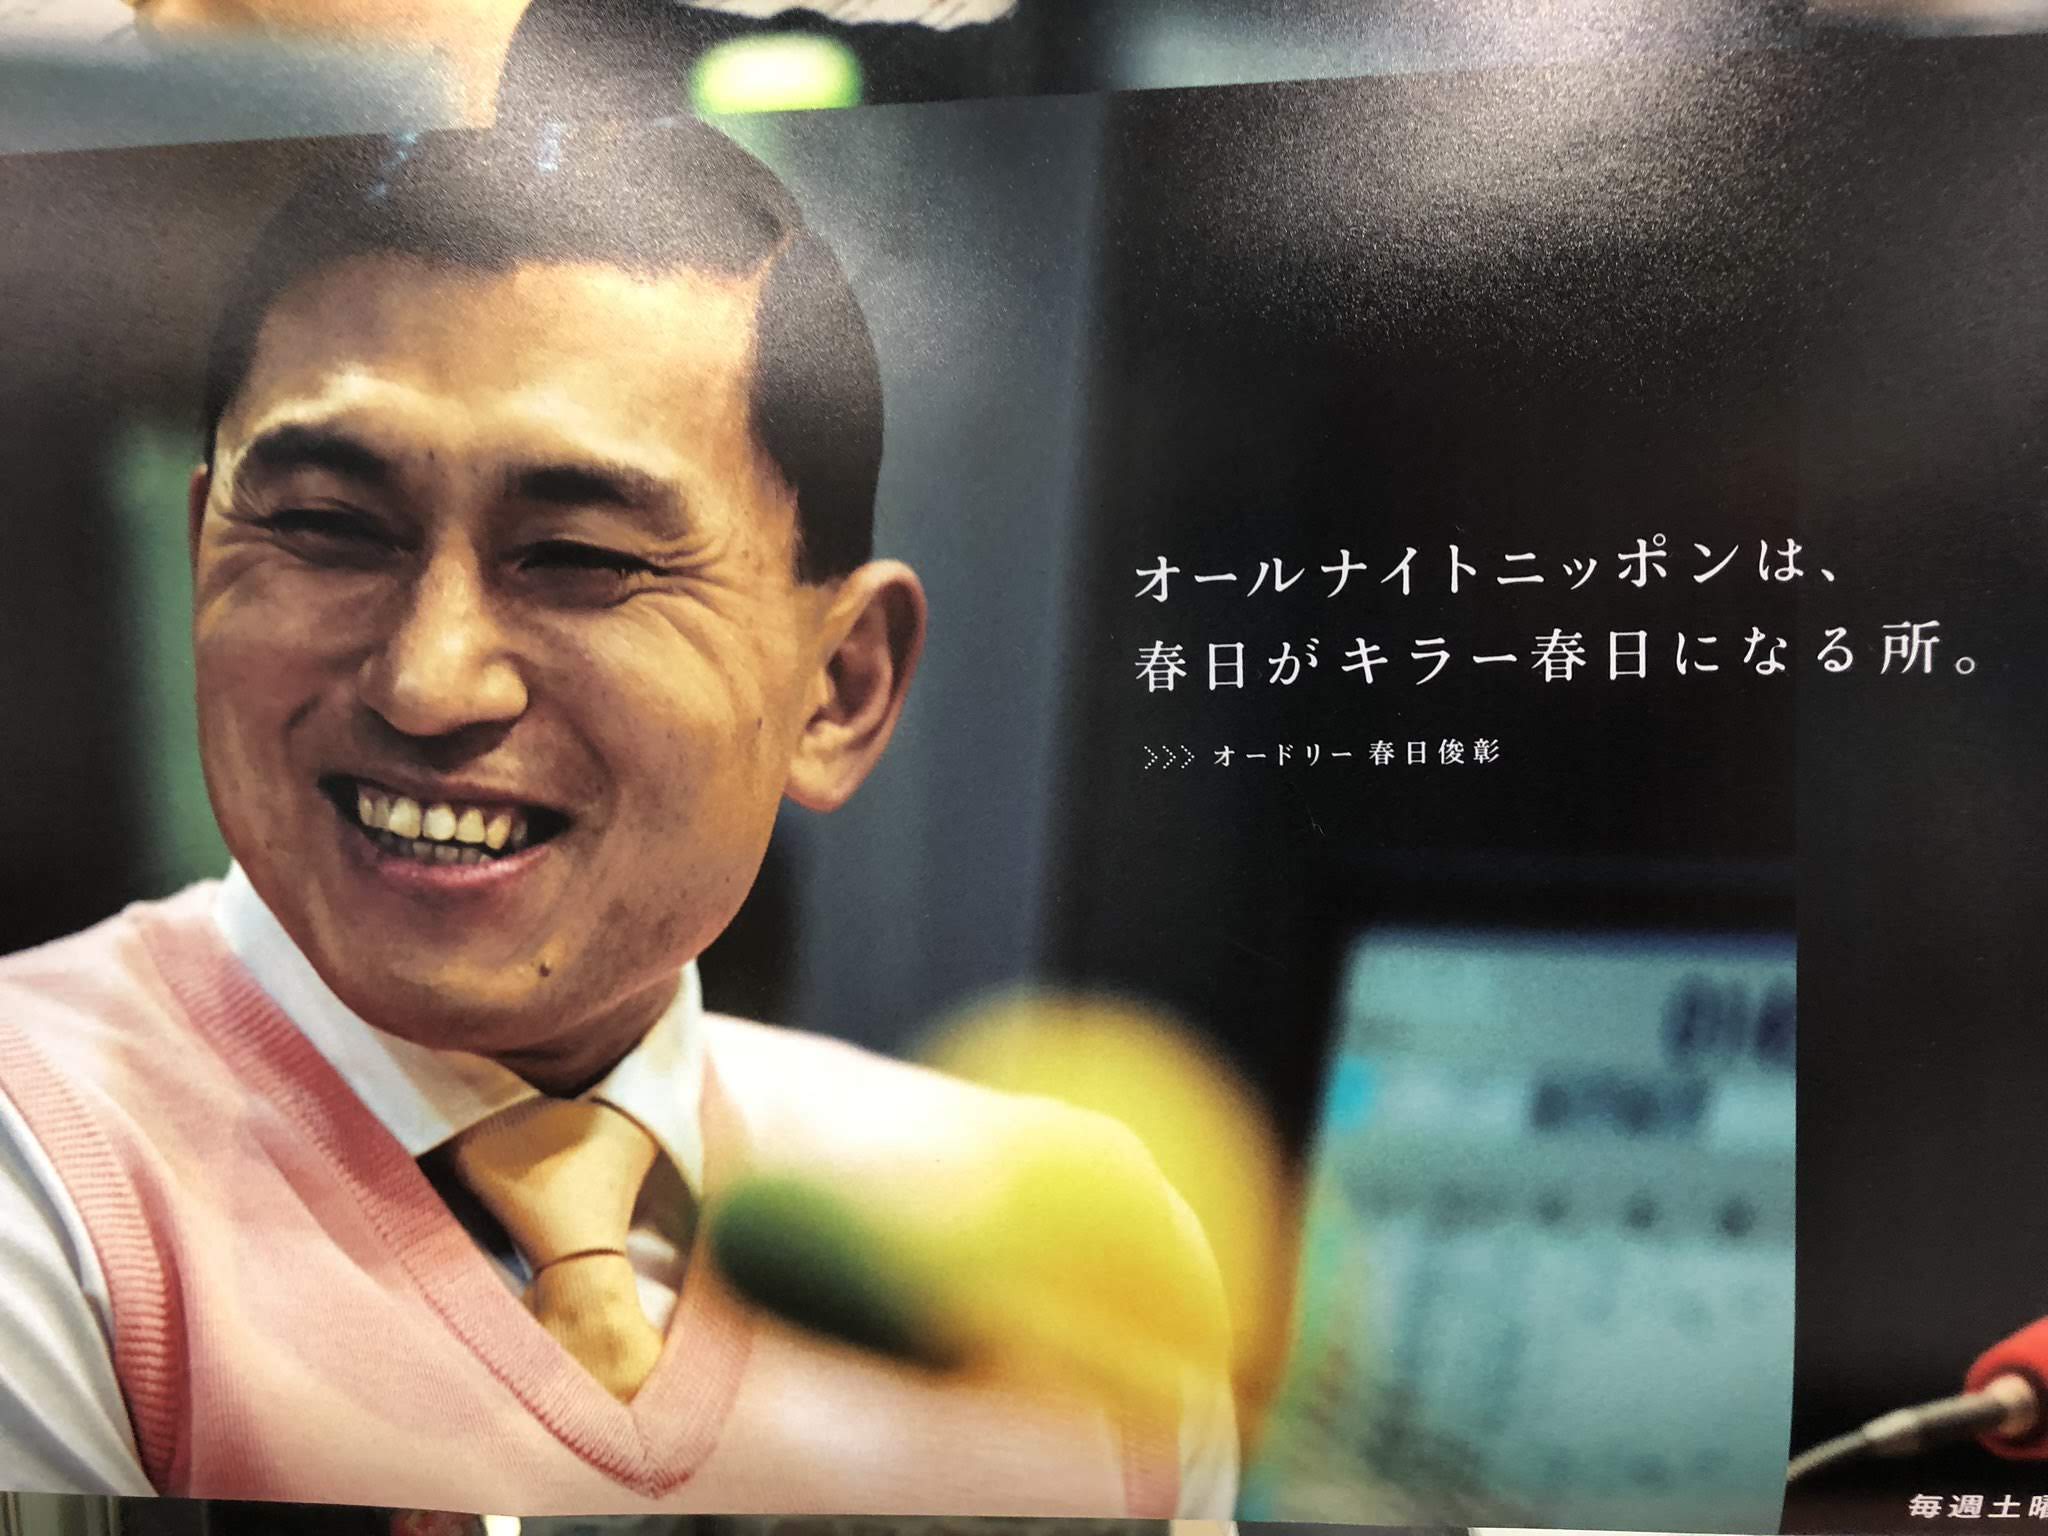 オールナイトニッポンは、
春日がキラー春日になる所。
>>> オードリー 春日俊彰
毎週土曜